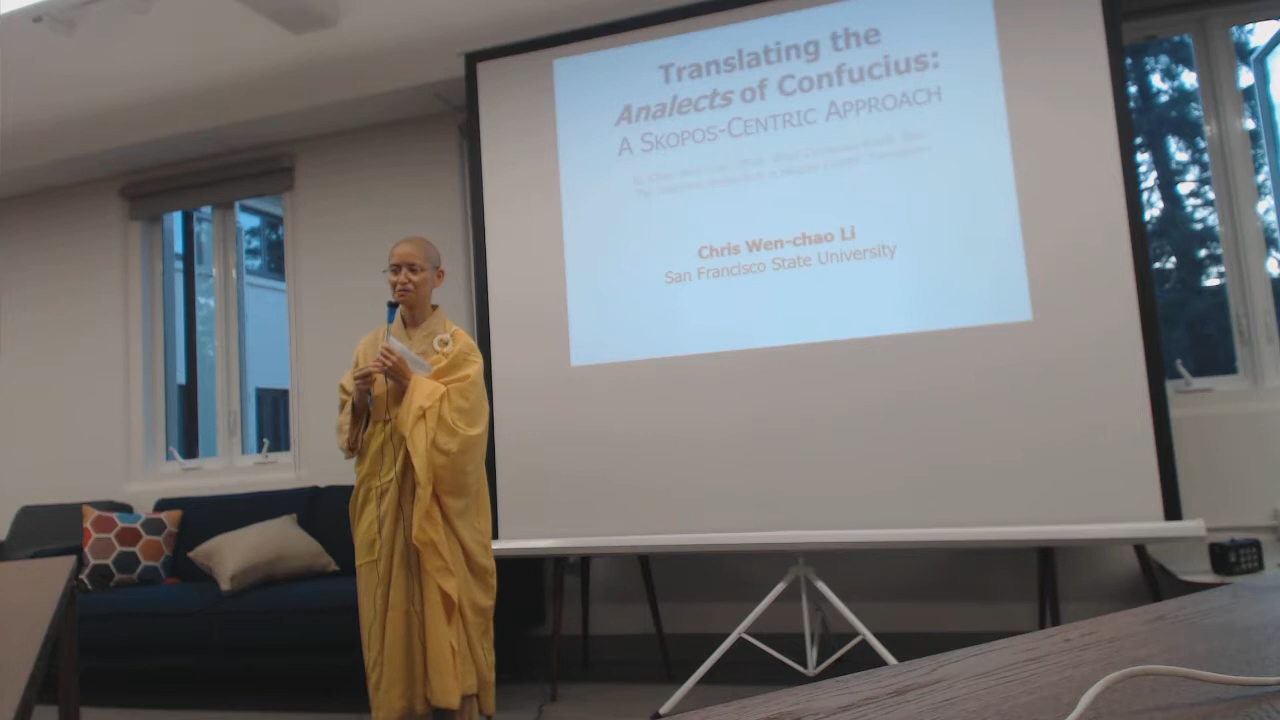 Translating the
Analects of Confucius:
A SKOPOS-CENTRIC APPROACH
Chris Wen-chao Li
San Francisco State University